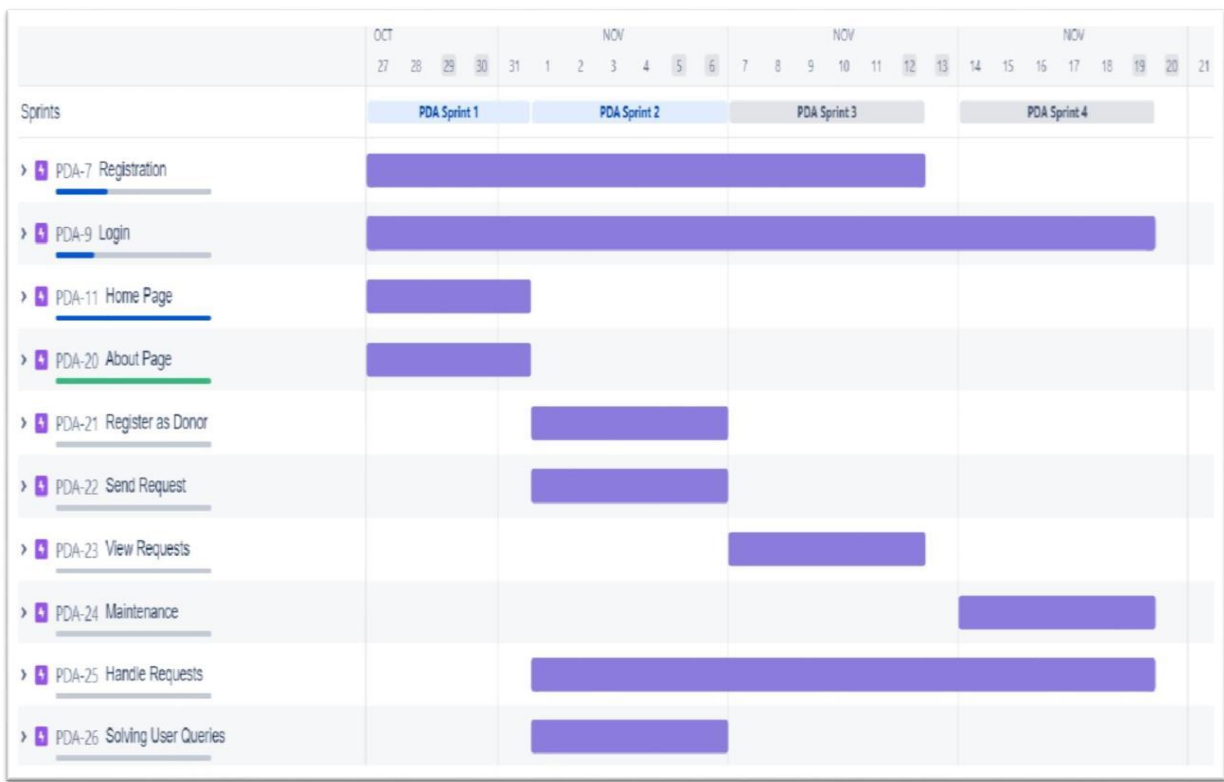 OCT NOV NOV NOV
27 28 29 30 31 1 2 3 4 5 6 7 8 9 10 11 12 13 14 15 16 17 18 19 20 21
Sprints PDA Sprint 1 PDA Sprint 2 PDA Sprint 3 PDA Sprint 4
PDA-7 Registration
PDA-9 Login
PDA-11 Home Page
PDA-20 About Page
PDA-21 Register as Donor
PDA-22 Send Request
PDA-23 View Requests
PDA-24 Maintenance
PDA-25 Handle Requests
PDA-26 Solving User Queries